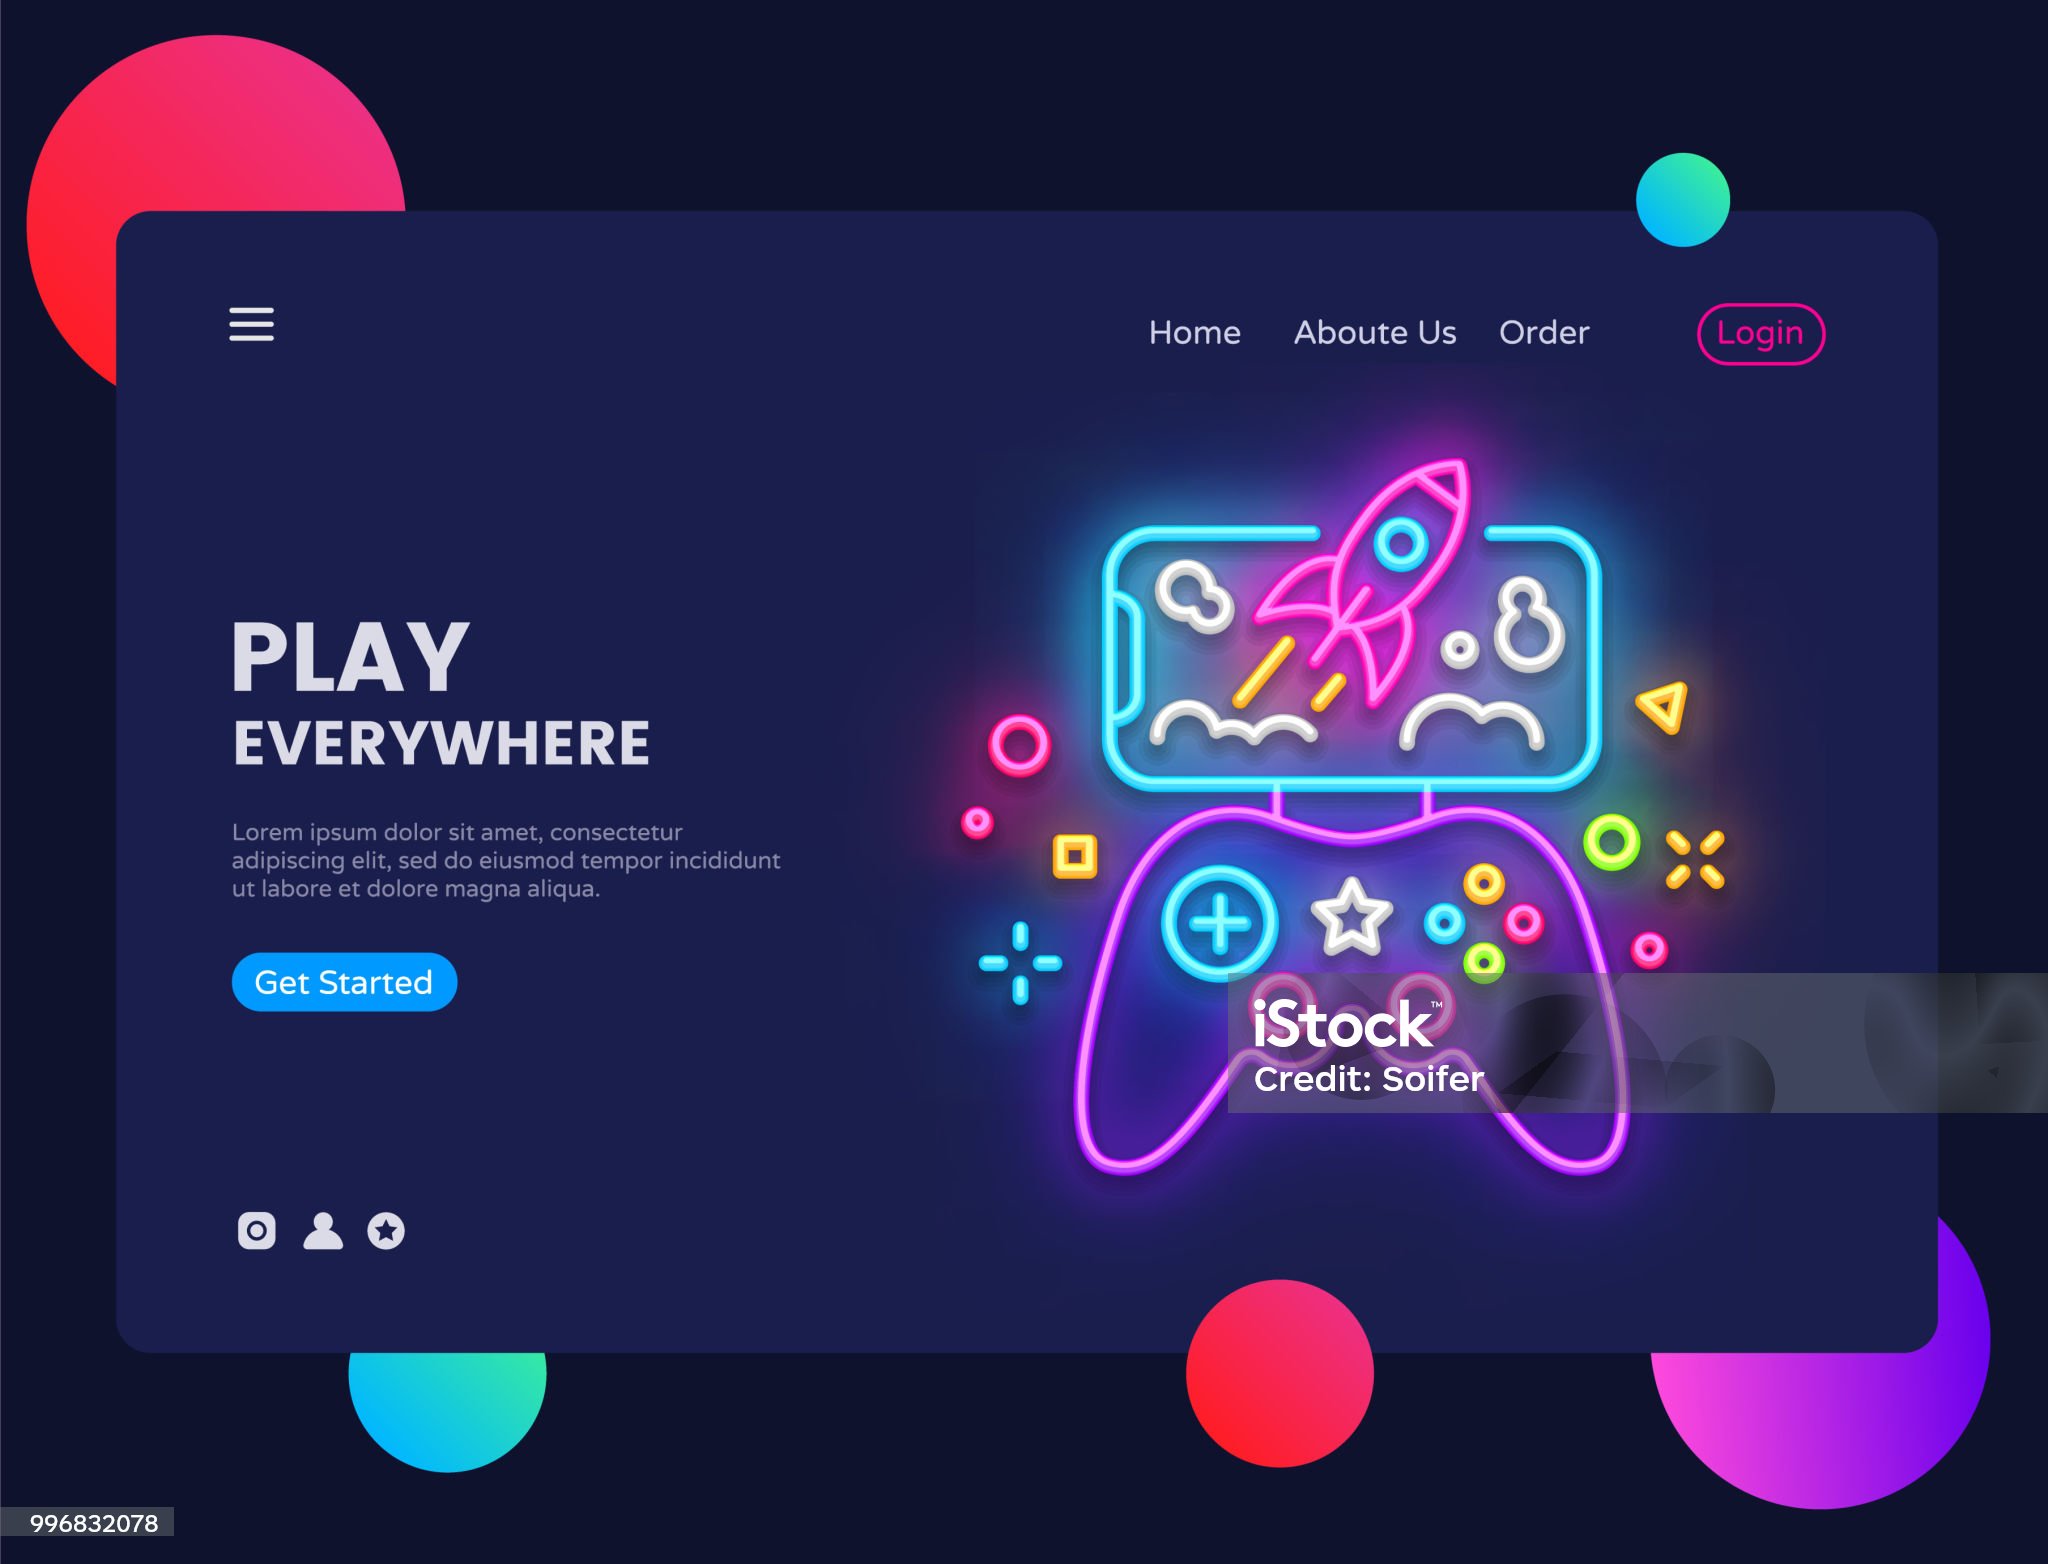 Home Aboute Us Order Login
PLAY
EVERYWHERE
Lorem ipsum dolor sit amet, consectetur
adipiscing elit, sed do eiusmod tempor incididunt
ut labore et dolore magna aliqua.
Get Started
iStock™
Credit: Soifer
996832078